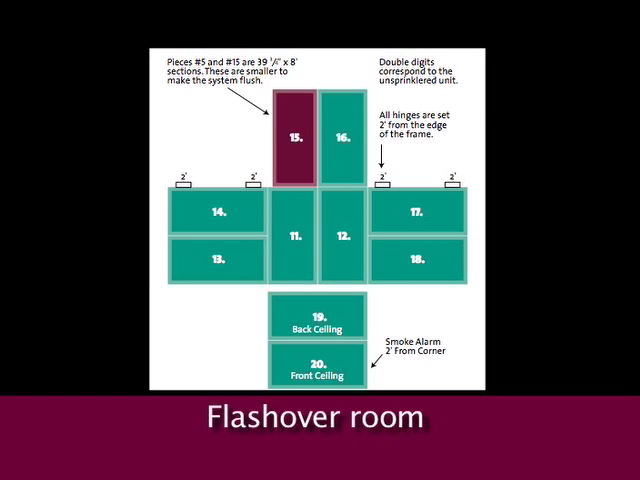 Pieces #5 and #15 are 39 3/4" x 8'
sections. These are smaller to
make the system flush.
Double digits
correspond to the
unsprinklered unit.
All hinges are set
2' from the edge
of the frame.
15.
16.
2'
2'
2'
2'
14.
11.
12.
17.
13.
18.
19.
Back Ceiling
20.
Front Ceiling
Smoke Alarm
2' From Corner
Flashover room